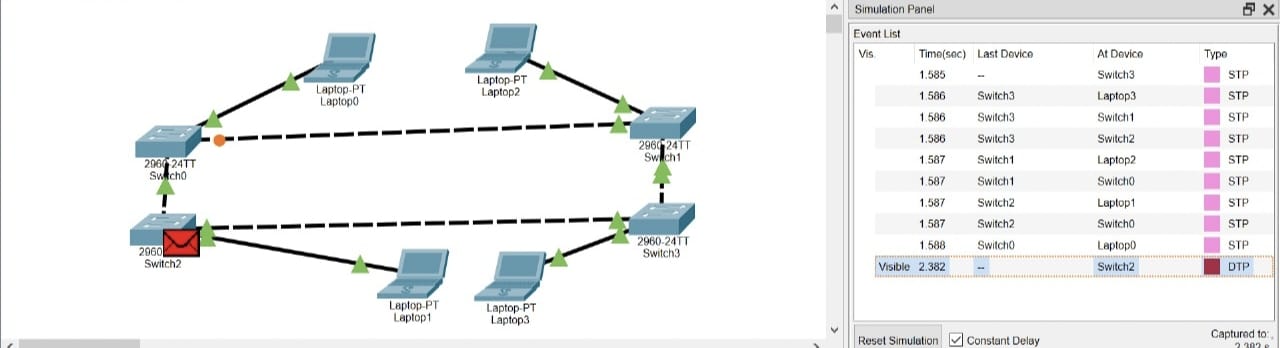 Laptop-PT
Laptop0
Laptop-PT
Laptop2
2960-24TT
Switch0
2960-24TT
Switch1
2960
Switch2
2960-24TT
Switch3
Laptop-PT
Laptop1
Laptop-PT
Laptop3
Simulation Panel
Event List
Vis. Time(sec) Last Device At Device Type
1.585 -- Switch3 STP
1.586 Switch3 Laptop3 STP
1.586 Switch3 Switch1 STP
1.586 Switch3 Switch2 STP
1.587 Switch1 Laptop2 STP
1.587 Switch1 Switch0 STP
1.587 Switch2 Laptop1 STP
1.587 Switch2 Switch0 STP
1.588 Switch0 Laptop0 STP
Visible 2.382 -- Switch2 DTP
Reset Simulation Constant Delay
Captured to:
2.382 s